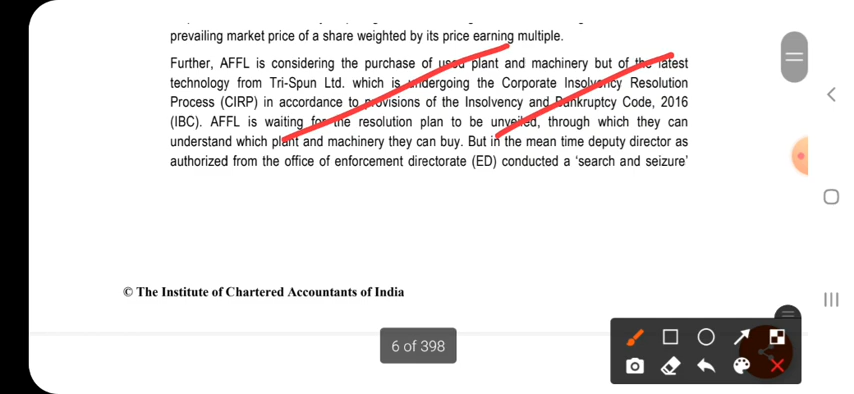 prevailing market price of a share weighted by its price earning multiple.
Further, AFFL is considering the purchase of used plant and machinery but of the latest
technology from Tri-Spun Ltd. which is undergoing the Corporate Insolvency Resolution
Process (CIRP) in accordance to provisions of the Insolvency and Bankruptcy Code, 2016
(IBC). AFFL is waiting for the resolution plan to be unveiled, through which they can
understand which plant and machinery they can buy. But in the mean time deputy director as
authorized from the office of enforcement directorate (ED) conducted a 'search and seizure'
© The Institute of Chartered Accountants of India
6 of 398